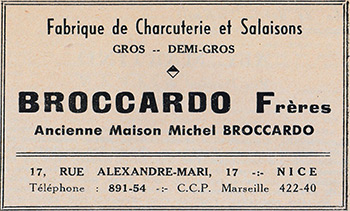 Fabrique de Charcuterie et Salaisons
GROS -- DEMI-GROS
BROCCARDO Frères
Ancienne Maison Michel BROCCARDO
17, RUE ALEXANDRE-MARI, 17 -:- NICE
Téléphone : 891-54 -:- C.C.P. Marseille 422-40